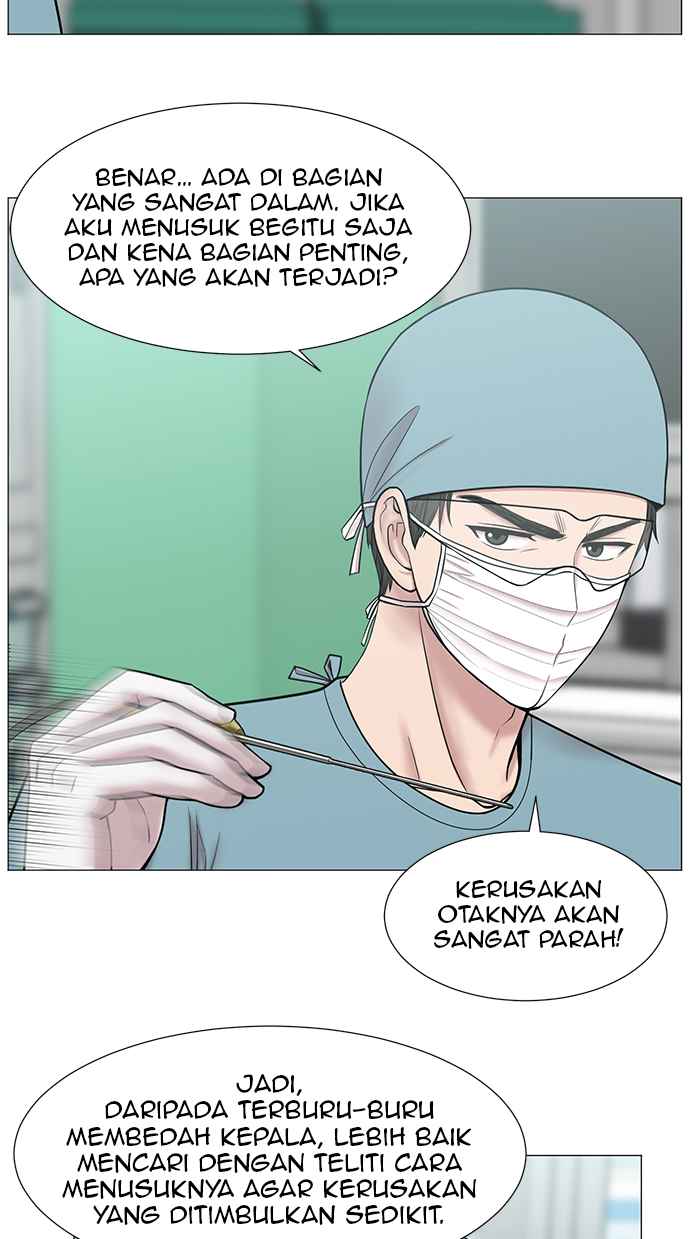 BENAR... ADA DI BAGIAN
YANG SANGAT DALAM. JIKA
AKU MENUSUK BEGITU SAJA
DAN KENA BAGIAN PENTING,
APA YANG AKAN TERJADI?
KERUSAKAN
OTAKNYA AKAN
SANGAT PARAH!
JADI,
DARIPADA TERBURU-BURU
MEMBEDAH KEPALA, LEBIH BAIK
MENCARI DENGAN TELITI CARA
MENUSUKNYA AGAR KERUSAKAN
YANG DITIMBULKAN SEDIKIT.